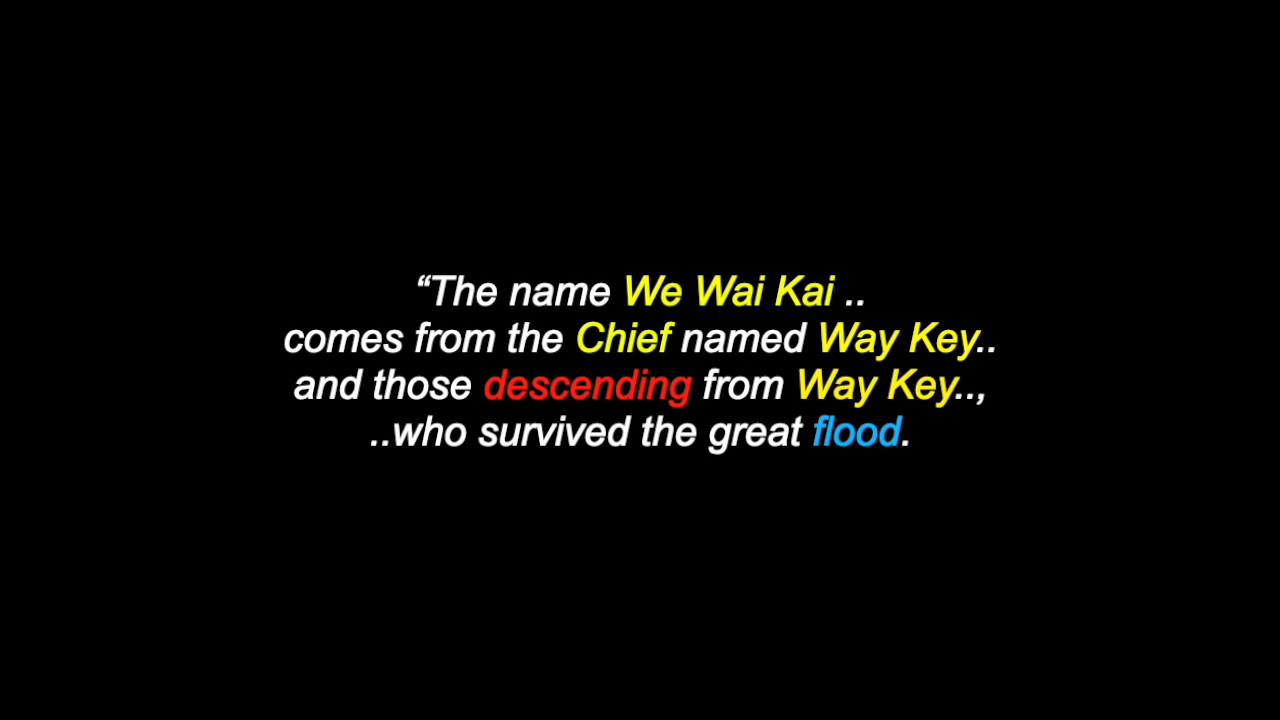 “The name We Wai Kai ..
comes from the Chief named Way Key..
and those descending from Way Key..,
..who survived the great flood.